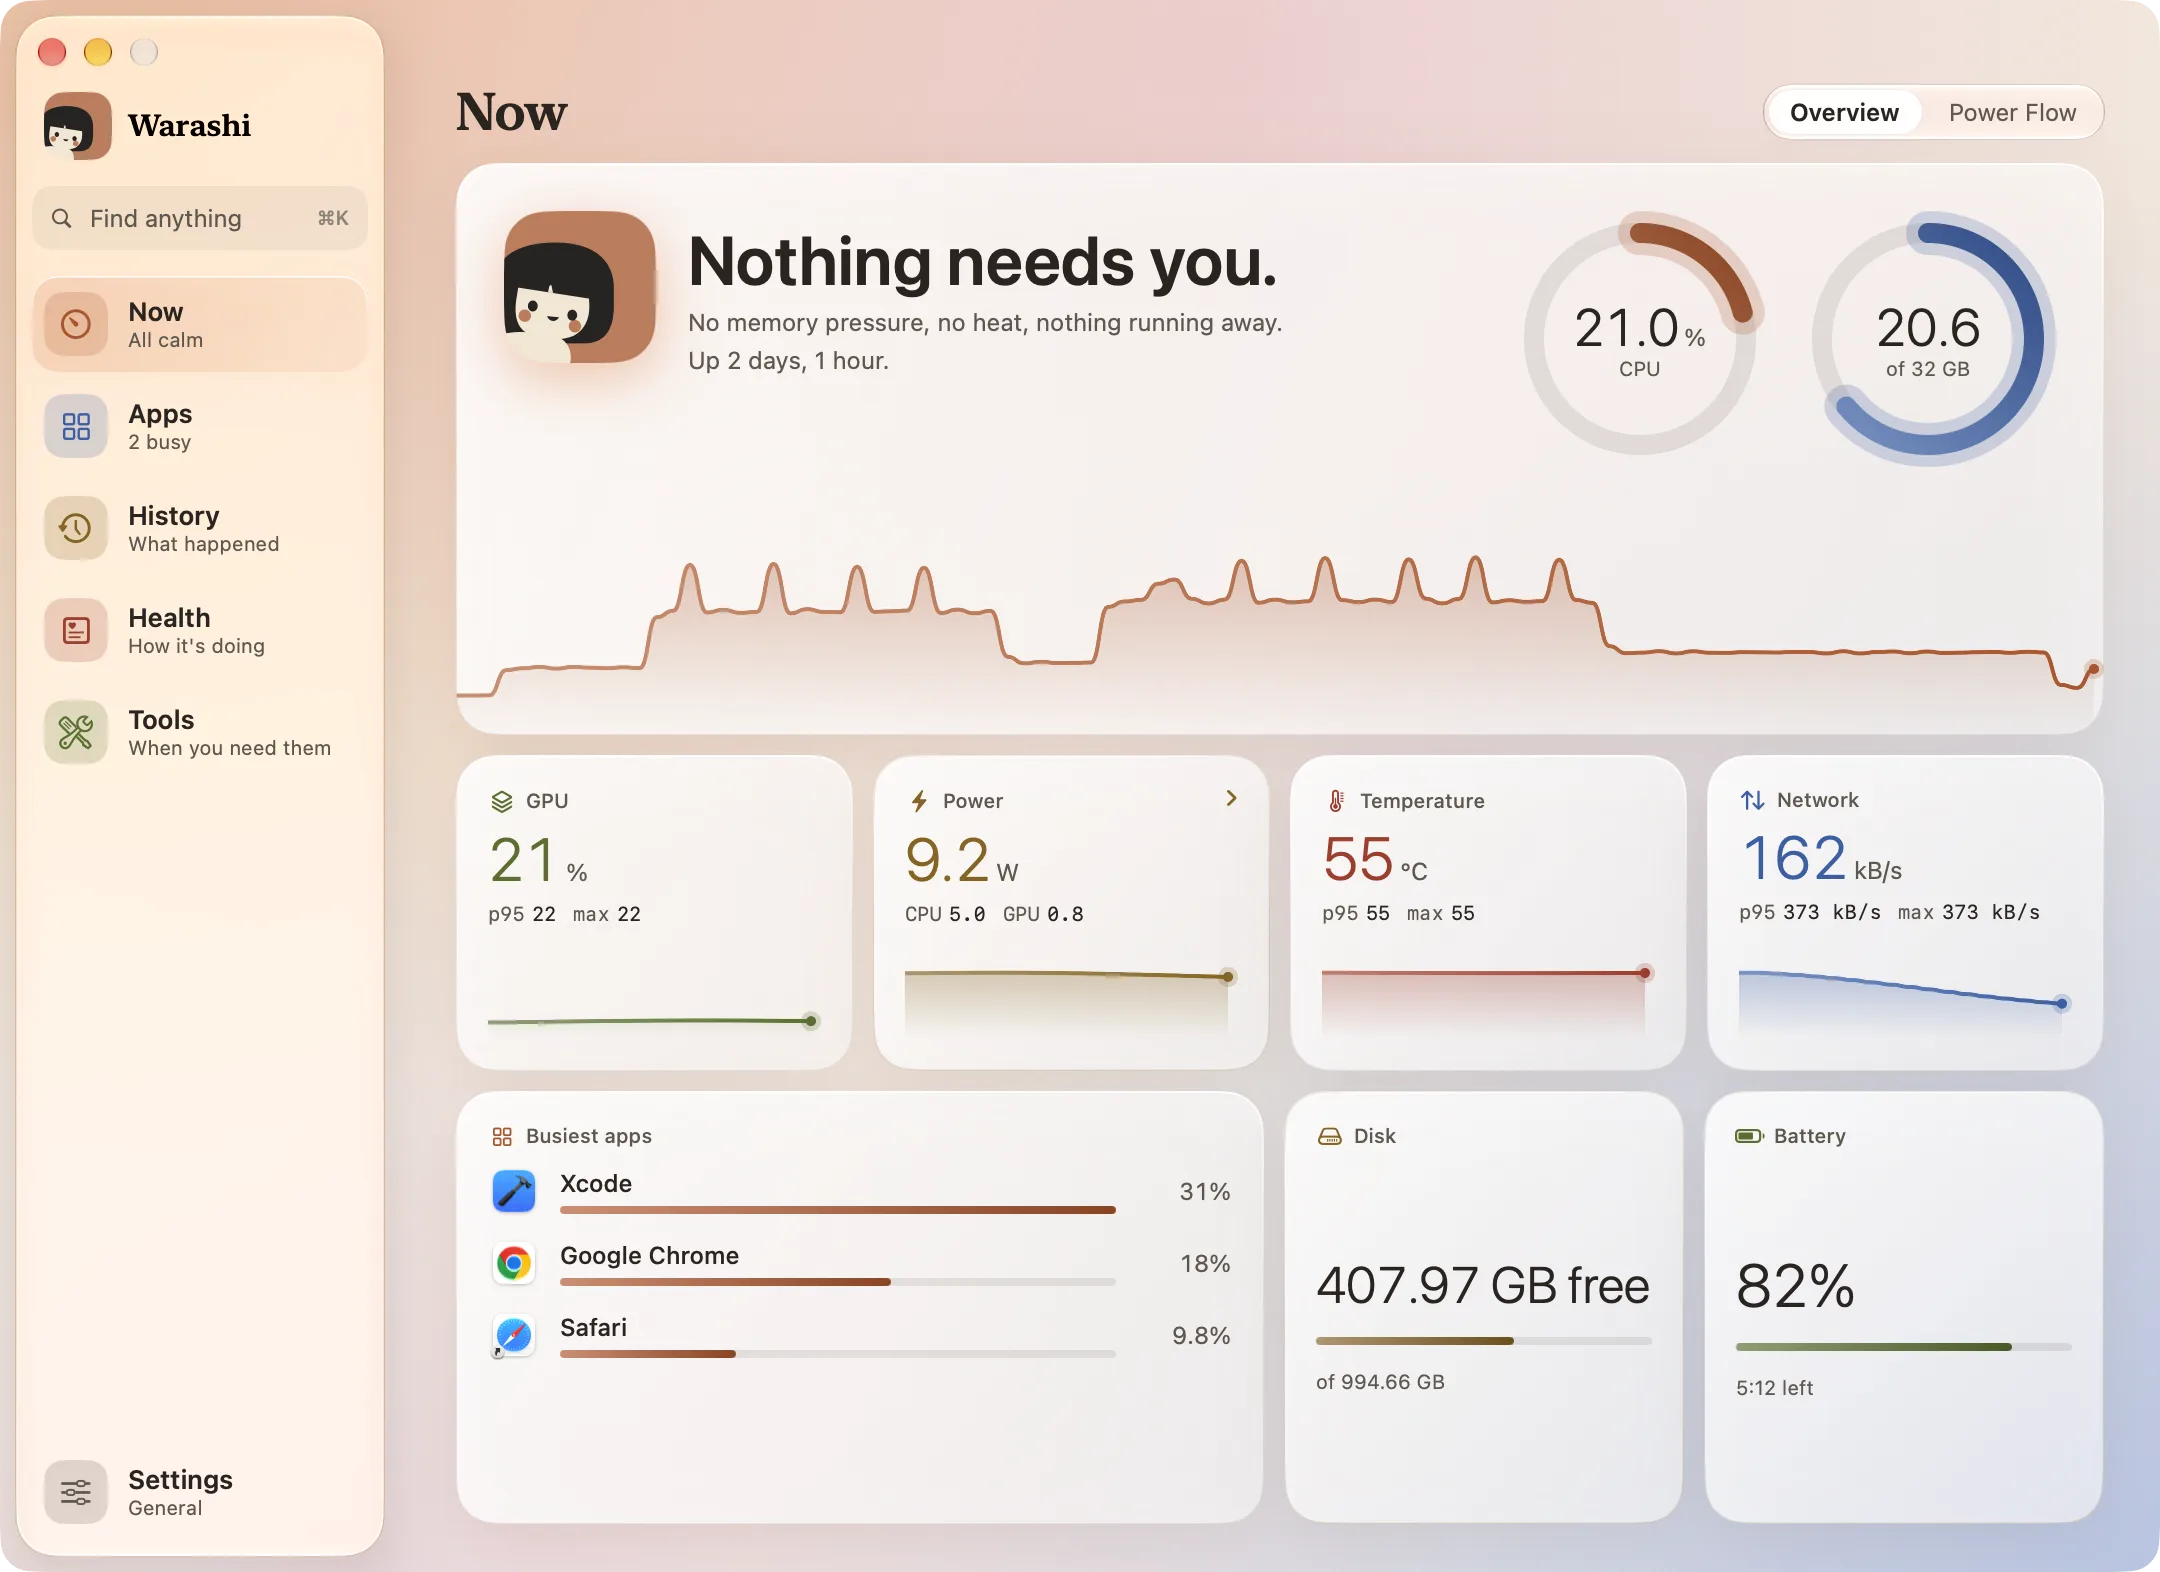 Warashi
Find anything ⌘K
Now
All calm
Apps
2 busy
History
What happened
Health
How it's doing
Tools
When you need them
Settings
General
Now
Overview Power Flow
Nothing needs you.
No memory pressure, no heat, nothing running away.
Up 2 days, 1 hour.
21.0 %
CPU
20.6
of 32 GB
GPU
21 %
p95 22 max 22
Power
9.2 W
CPU 5.0 GPU 0.8
Temperature
55 °C
p95 55 max 55
Network
162 kB/s
p95 373 kB/s max 373 kB/s
Busiest apps
Xcode 31%
Google Chrome 18%
Safari 9.8%
Disk
407.97 GB free
of 994.66 GB
Battery
82%
5:12 left